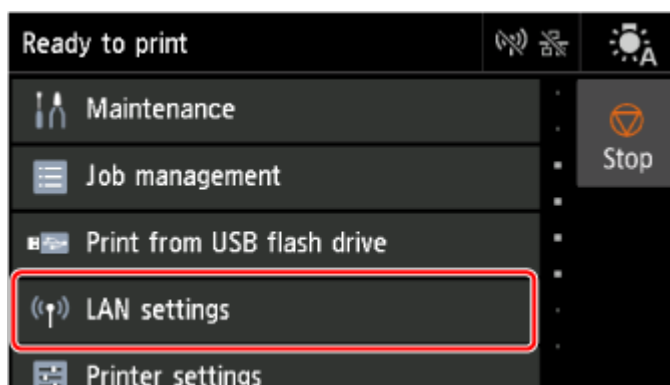 Ready to print
A
Maintenance
Stop
Job management
Print from USB flash drive
LAN settings
Printer settings